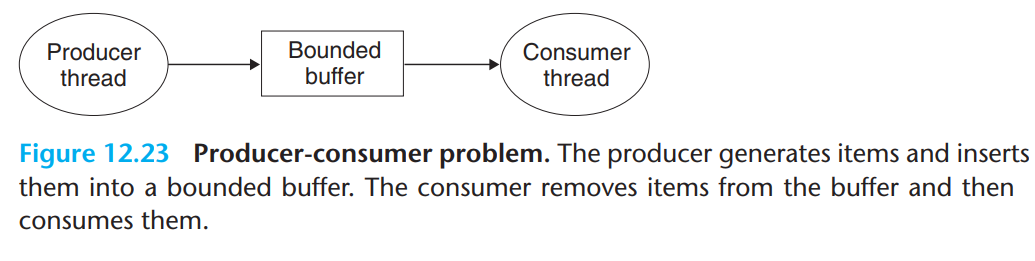 Producer
thread
Bounded
buffer
Consumer
thread
Figure 12.23 Producer-consumer problem. The producer generates items and inserts
them into a bounded buffer. The consumer removes items from the buffer and then
consumes them.